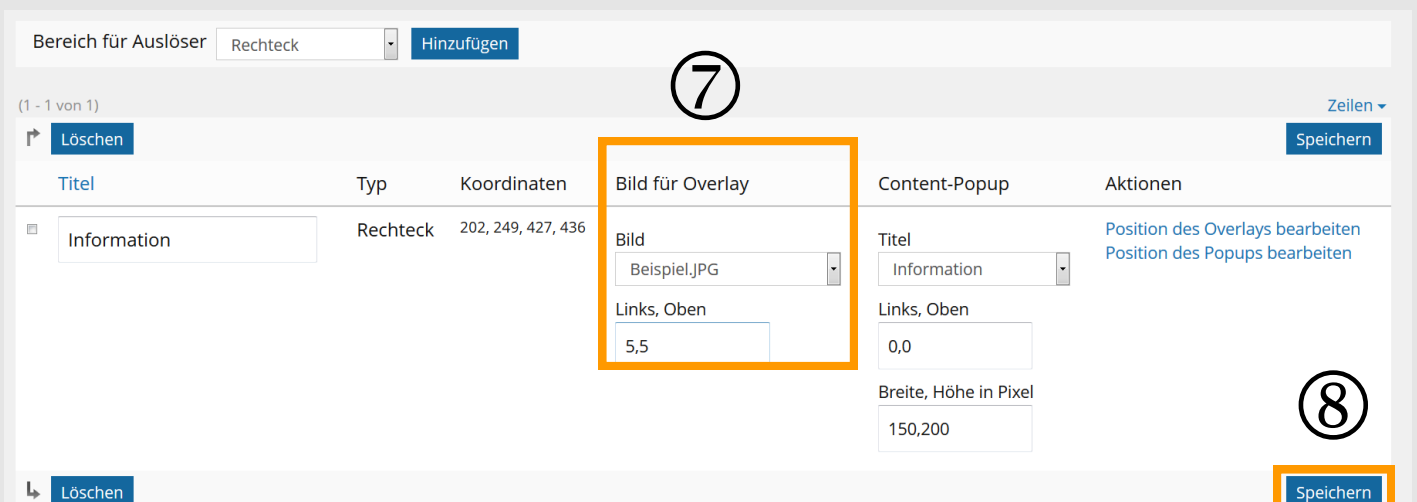 Bereich für Auslöser Rechteck Hinzufügen
⑦
(1 - 1 von 1) Zeilen
Löschen Speichern
Titel Typ Koordinaten Bild für Overlay Content-Popup Aktionen
Information Rechteck 202, 249, 427, 436 Bild Titel Position des Overlays bearbeiten
Beispiel.JPG Information Position des Popups bearbeiten
Links, Oben Links, Oben
5,5 0,0
Breite, Höhe in Pixel
⑧
150,200
Löschen Speichern